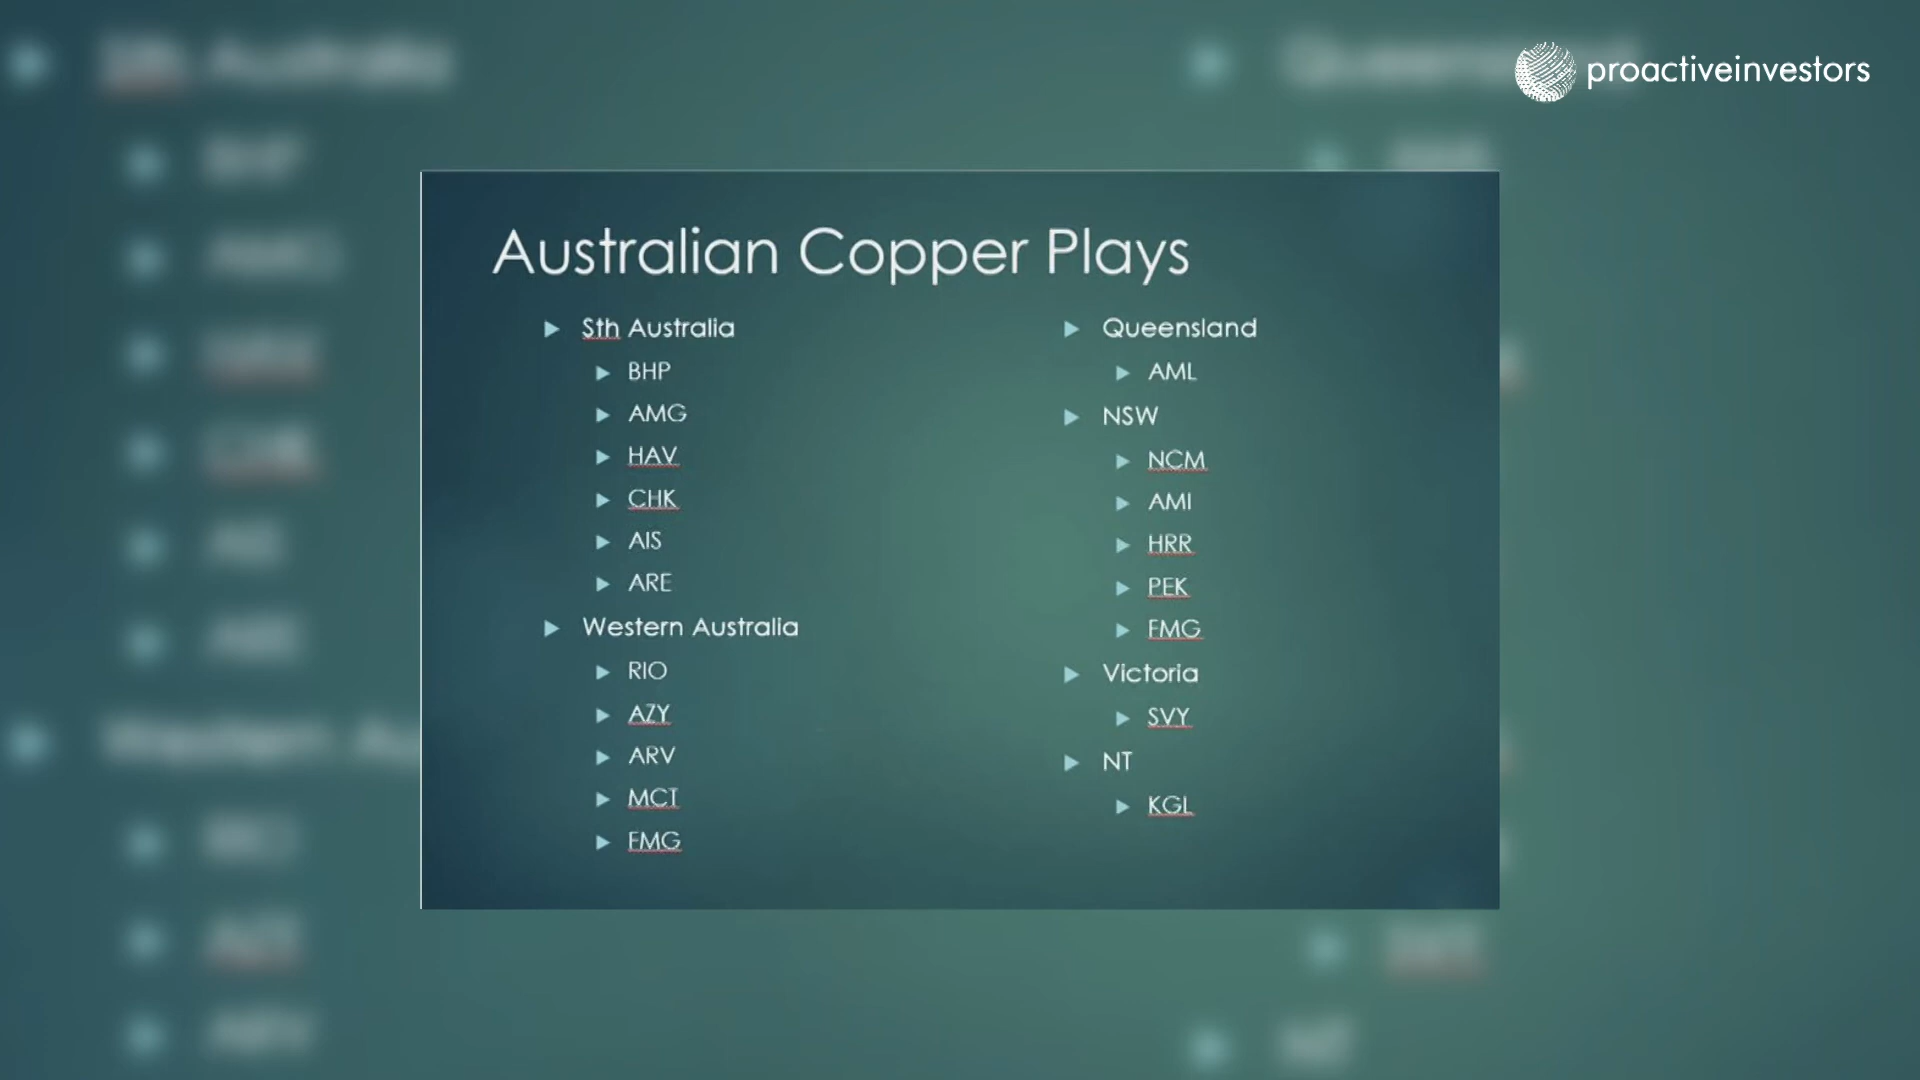 proactiveinvestors
Australian Copper Plays
Sth Australia
BHP
AMG
HAV
CHK
AIS
ARE
Western Australia
RIO
AZY
ARV
MCT
FMG
Queensland
AML
NSW
NCM
AMI
HRR
PEK
FMG
Victoria
SVY
NT
KGL